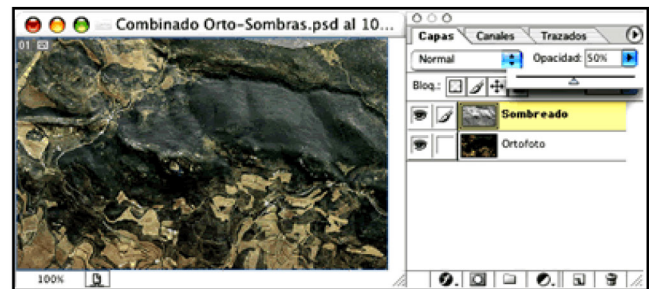 Combinado Orto-Sombras.psd al 10...
01
100%
Capas Canales Trazados
Normal Opacidad: 50%
Bloq.:
Sombreado
Ortofoto